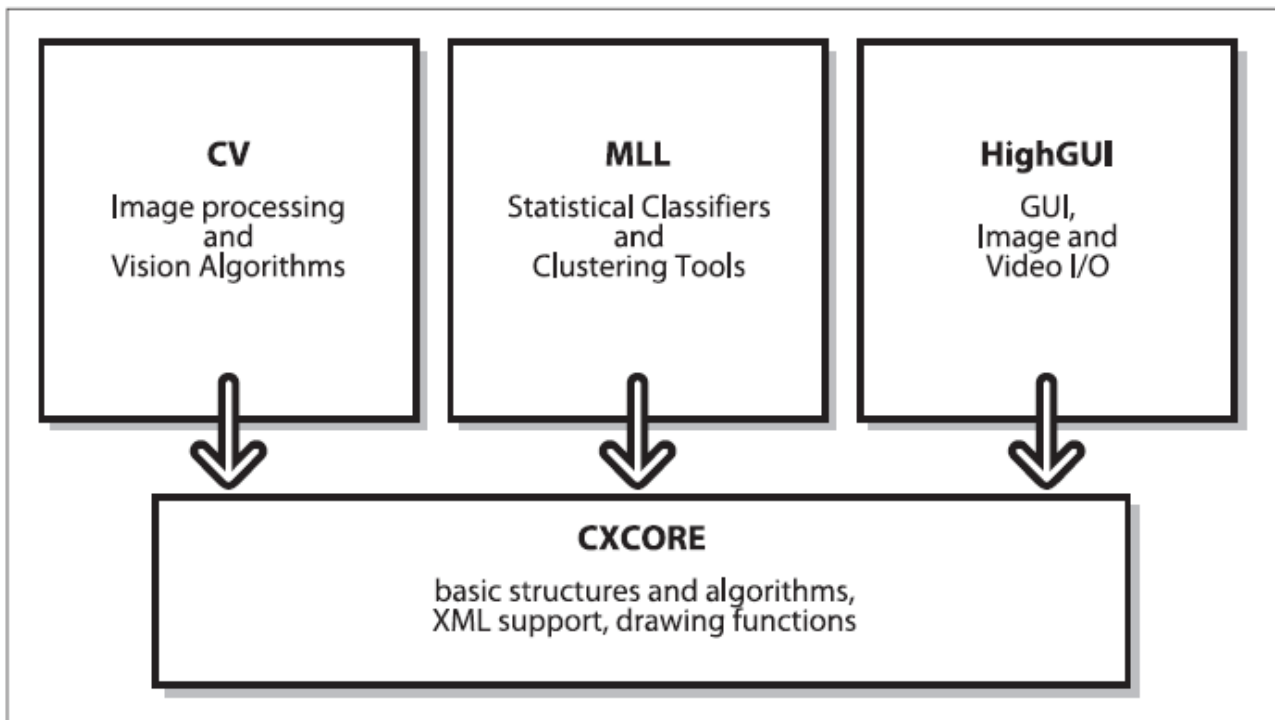 CV
Image processing
and
Vision Algorithms
MLL
Statistical Classifiers
and
Clustering Tools
HighGUI
GUI,
Image and
Video I/O
CXCORE
basic structures and algorithms,
XML support, drawing functions